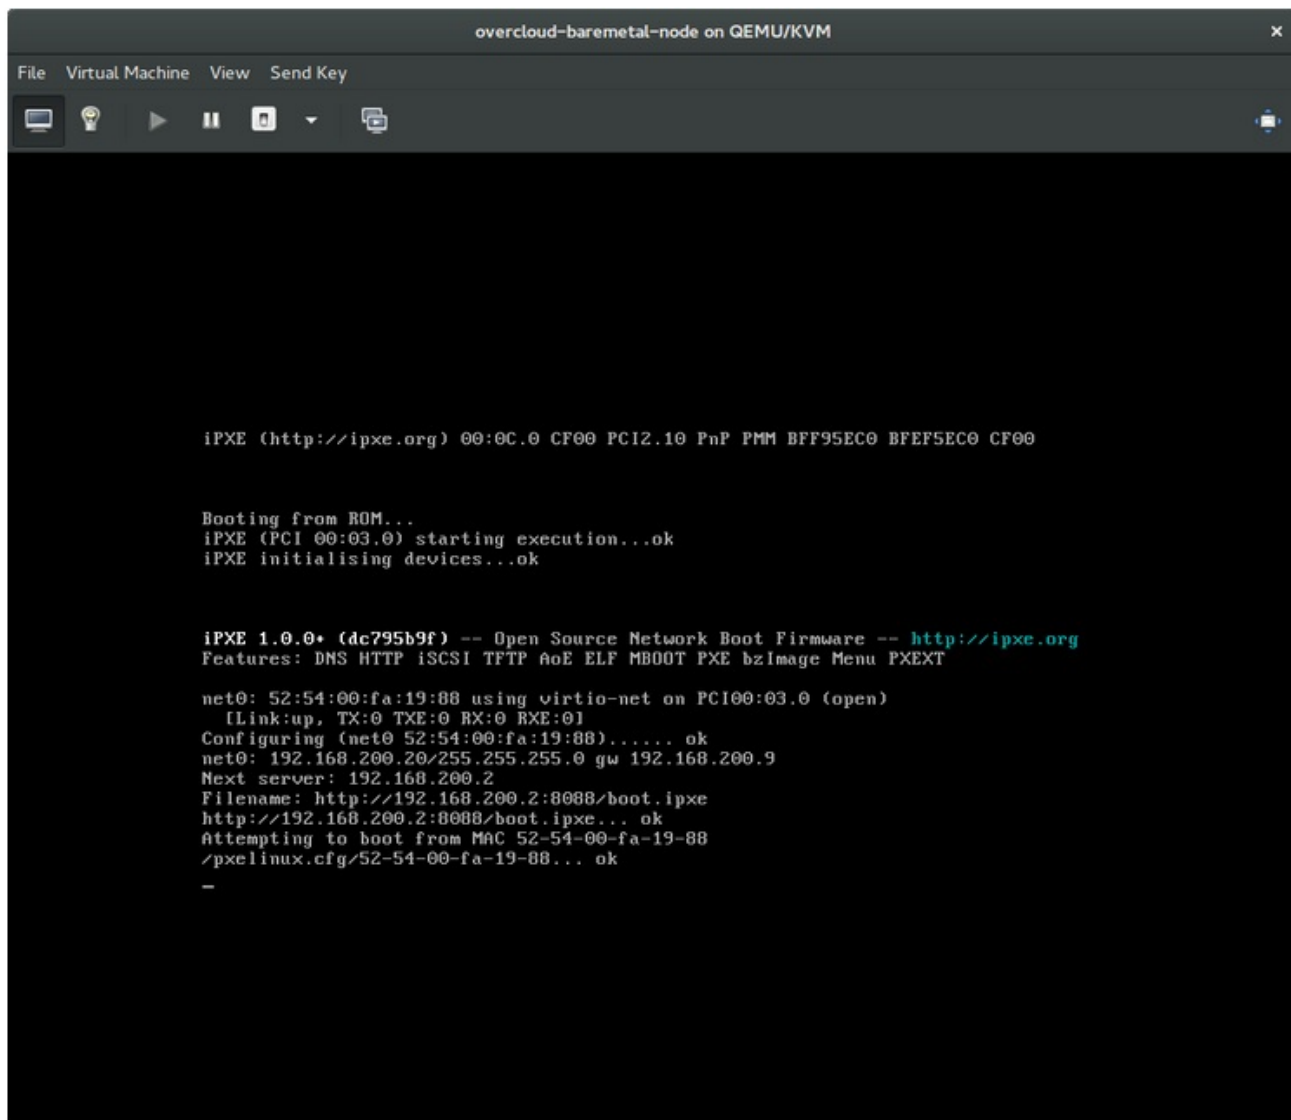 overcloud-baremetal-node on QEMU/KVM
File Virtual Machine View Send Key
iPXE (http://ipxe.org) 00:0C.0 CF00 PCI2.10 PnP PMM BFF95EC0 BFEF5EC0 CF00
Booting from ROM...
iPXE (PCI 00:03.0) starting execution...ok
iPXE initialising devices...ok
iPXE 1.0.0+ (dc795b9f) -- Open Source Network Boot Firmware -- http://ipxe.org
Features: DNS HTTP iSCSI TFTP AoE ELF MBOOT PXE bzImage Menu PXEXT
net0: 52:54:00:fa:19:88 using virtio-net on PCI00:03.0 (open)
[Link:up, TX:0 TXE:0 RX:0 RXE:0]
Configuring (net0 52:54:00:fa:19:88)...... ok
net0: 192.168.200.20/255.255.255.0 gw 192.168.200.9
Next server: 192.168.200.2
Filename: http://192.168.200.2:8088/boot.ipxe
http://192.168.200.2:8088/boot.ipxe... ok
Attempting to boot from MAC 52-54-00-fa-19-88
/pxelinux.cfg/52-54-00-fa-19-88... ok